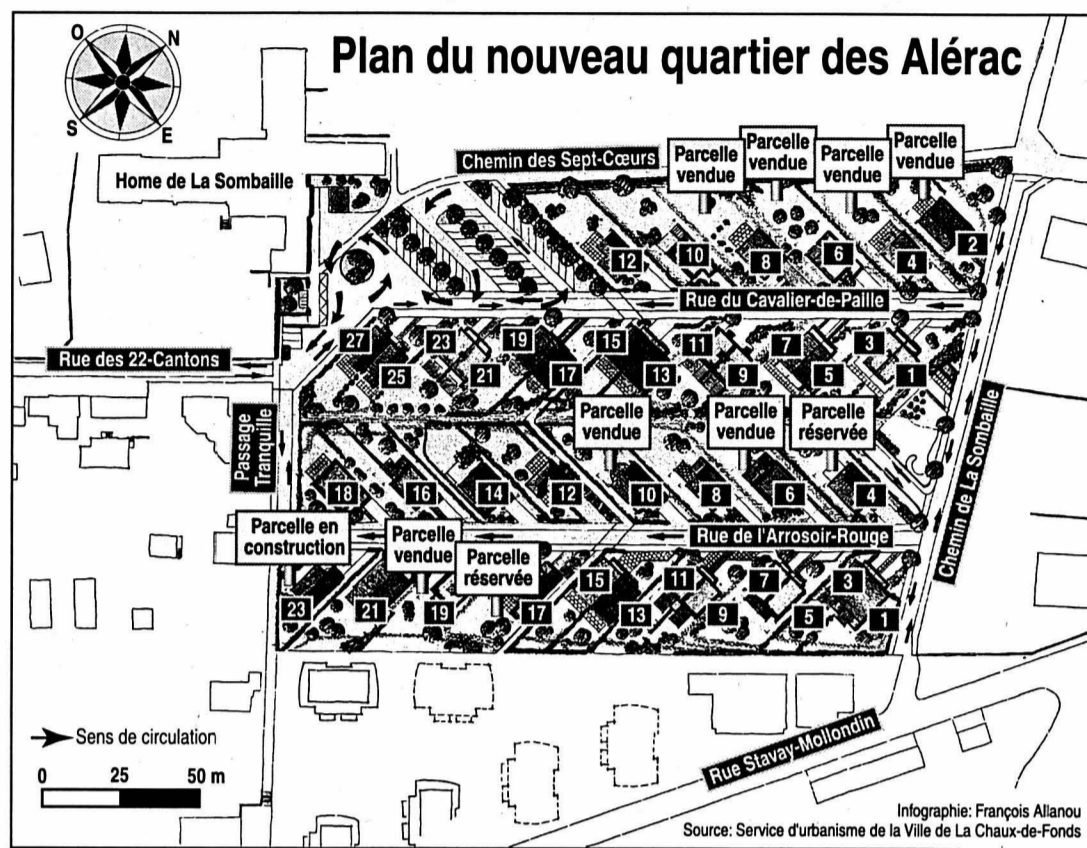 Plan du nouveau quartier des Alérac
O
N
S
E
Home de La Sombaille
Chemin des Sept-Cœurs
Parcelle
vendue
Parcelle
vendue
Parcelle
vendue
Parcelle
vendue
12
10
8
6
4
2
Rue du Cavalier-de-Paille
27
25
23
21
19
17
15
13
11
9
7
5
3
1
Rue des 22-Cantons
Passage
Tranquille
Parcelle
vendue
Parcelle
vendue
Parcelle
réservée
Chemin de La Sombaille
18
16
14
12
10
8
6
4
Rue de l'Arrosoir-Rouge
Parcelle en
construction
Parcelle
vendue
Parcelle
réservée
23
21
19
17
15
13
11
9
7
5
3
1
Sens de circulation
0 25 50 m
Rue Stavay-Mollondin
Infographie: François Allanou
Source: Service d'urbanisme de la Ville de La Chaux-de-Fonds